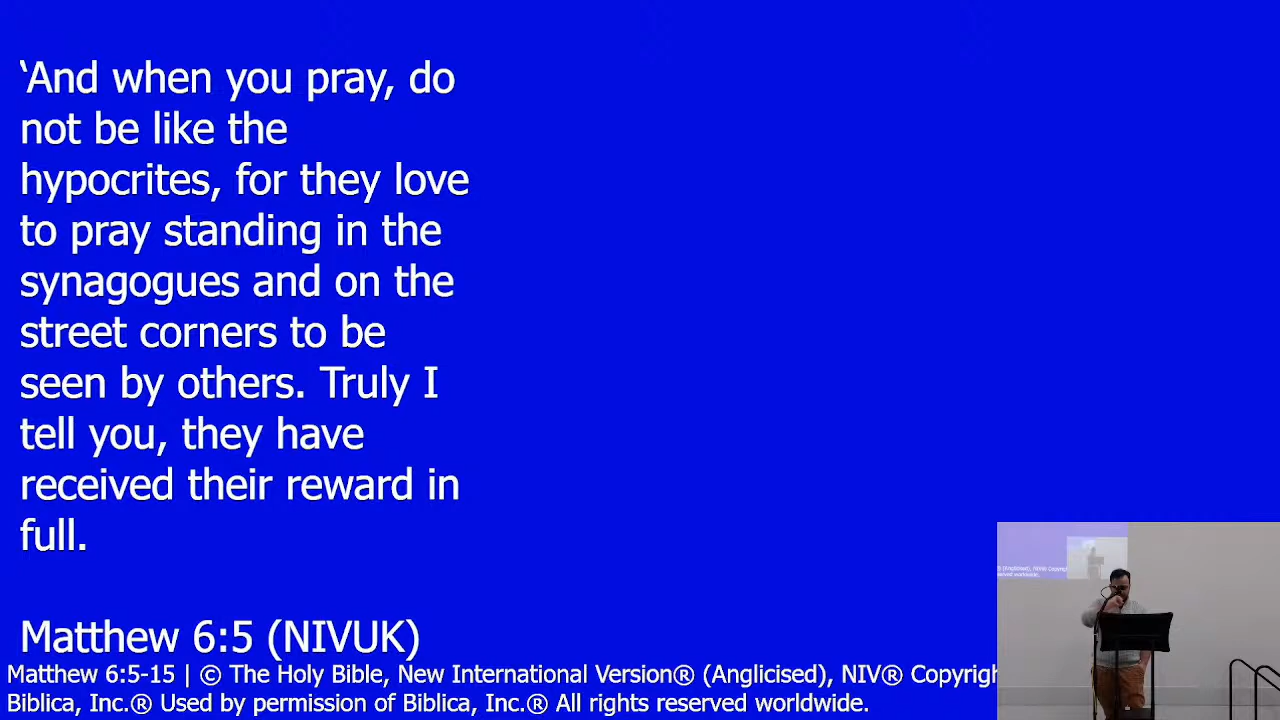 ‘And when you pray, do
not be like the
hypocrites, for they love
to pray standing in the
synagogues and on the
street corners to be
seen by others. Truly I
tell you, they have
received their reward in
full.
Matthew 6:5 (NIVUK)
Matthew 6:5-15 | © The Holy Bible, New International Version® (Anglicised), NIV® Copyrigh
Biblica, Inc.® Used by permission of Biblica, Inc.® All rights reserved worldwide.